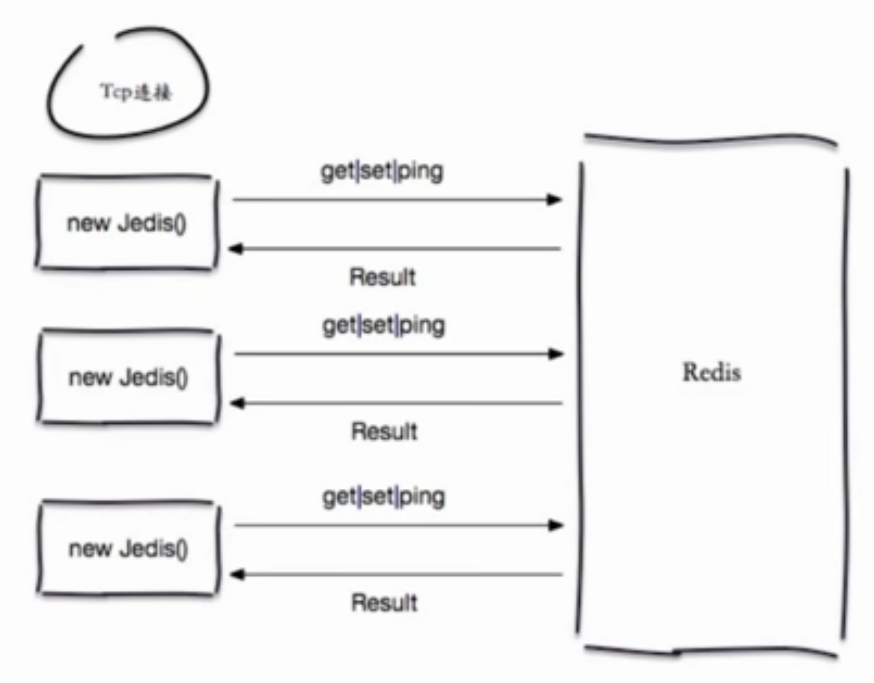 Tcp连接
get|set|ping
new Jedis()
Result
get|set|ping
new Jedis()
Result
Redis
get|set|ping
new Jedis()
Result